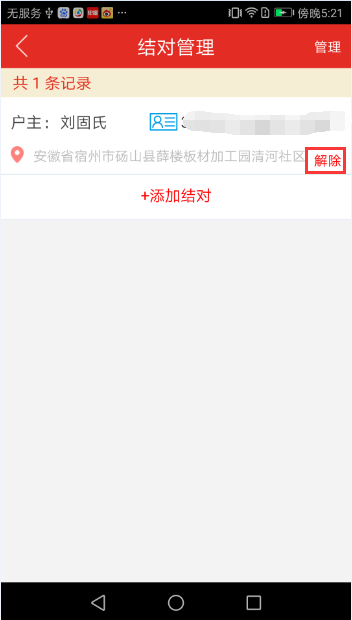 无服务 ··· 傍晚5:21
结对管理 管理
共 1 条记录
户主：刘固氏
安徽省宿州市砀山县薛楼板材加工园清河社区 解除
+添加结对